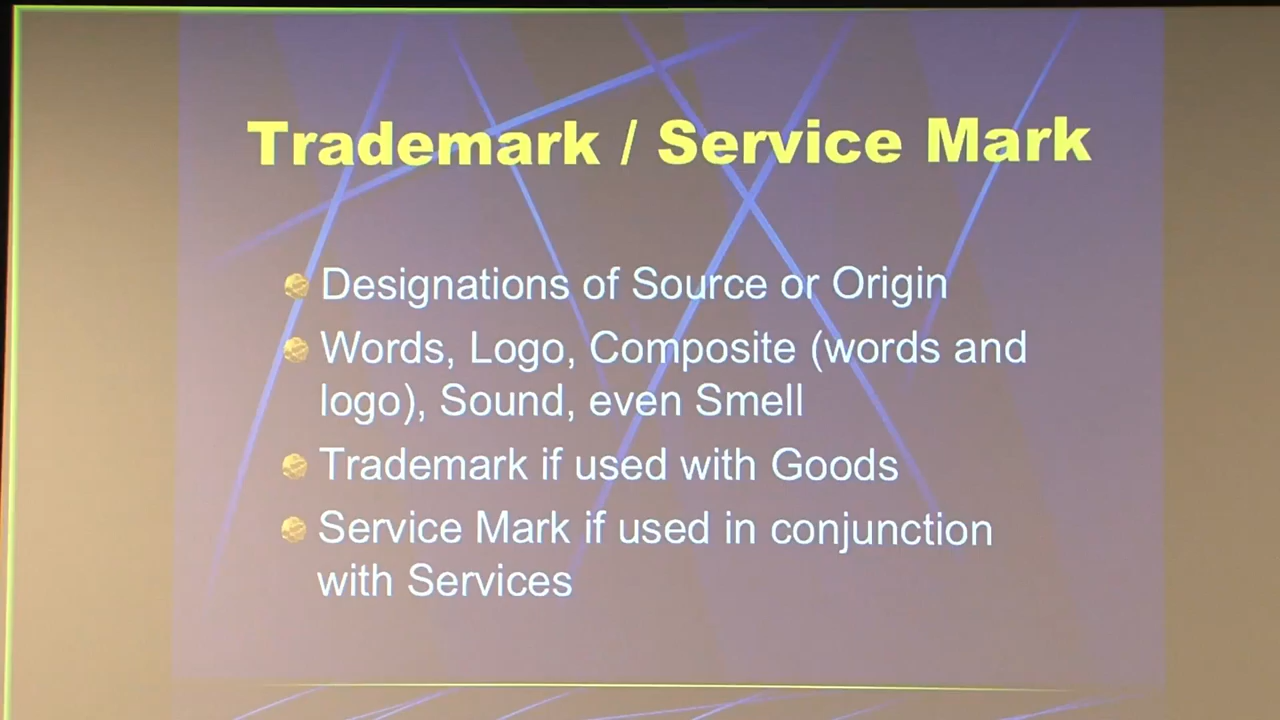 Trademark / Service Mark
Designations of Source or Origin
Words, Logo, Composite (words and
logo), Sound, even Smell
Trademark if used with Goods
Service Mark if used in conjunction
with Services